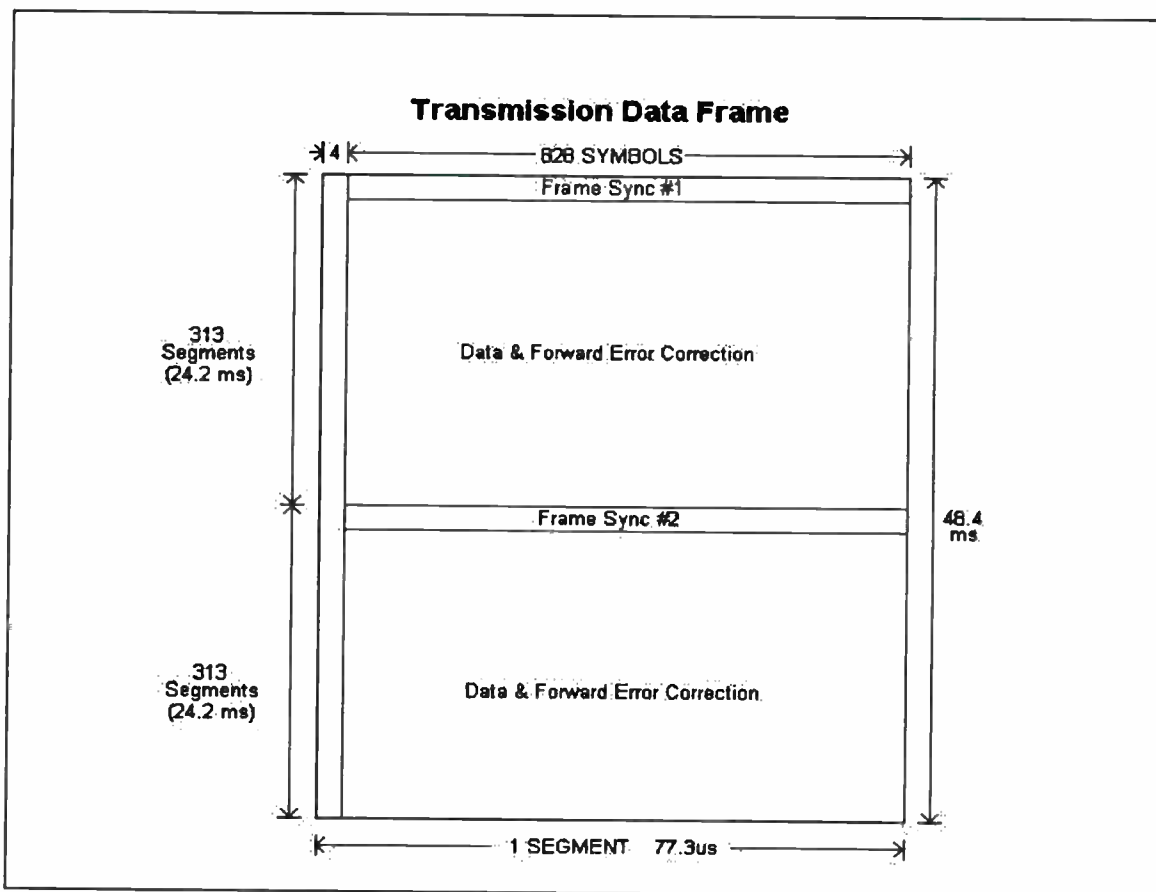 Transmission Data Frame
4
828 SYMBOLS
Frame Sync #1
313
Segments
(24.2 ms)
Data & Forward Error Correction
Frame Sync #2
48.4
ms
313
Segments
(24.2 ms)
Data & Forward Error Correction
1 SEGMENT 77.3us